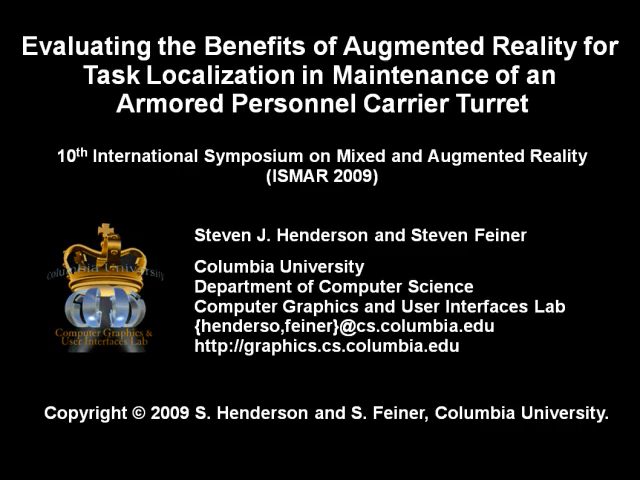 Evaluating the Benefits of Augmented Reality for
Task Localization in Maintenance of an
Armored Personnel Carrier Turret
10th International Symposium on Mixed and Augmented Reality
(ISMAR 2009)
Steven J. Henderson and Steven Feiner
Columbia University
Department of Computer Science
Computer Graphics and User Interfaces Lab
{henderso,feiner}@cs.columbia.edu
http://graphics.cs.columbia.edu
Columbia University
Computer Graphics &
User Interfaces Lab
Copyright © 2009 S. Henderson and S. Feiner, Columbia University.